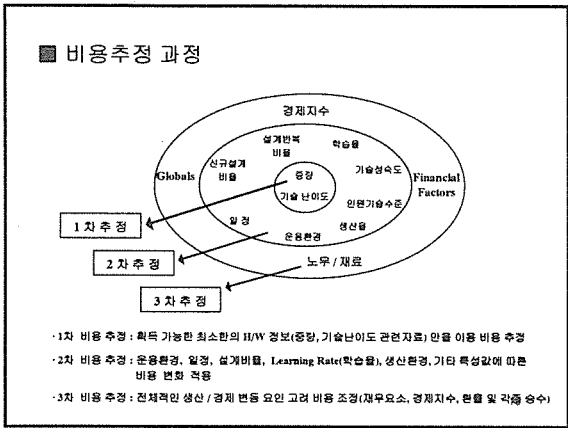 ■ 비용추정 과정
경제지수
설계반복
비율
학습율
신규설계
비율
기술성숙도
Globals
중량
기술 난이도
Financial
Factors
인원기술수준
일 정
생산율
운용환경
1 차 추 정
2 차 추 정
노무 / 재료
3 차 추 정
·1차 비용 추정 : 획득 가능한 최소한의 H/W 정보(중량, 기술난이도 관련자료) 만을 이용 비용 추정
·2차 비용 추정 : 운용환경, 일정, 설계비율, Learning Rate(학습율), 생산환경, 기타 특성값에 따른
비용 변화 적용
·3차 비용 추정 : 전체적인 생산 / 경제 변동 요인 고려 비용 조정(재무요소, 경제지수, 환율 및 각종 승수)